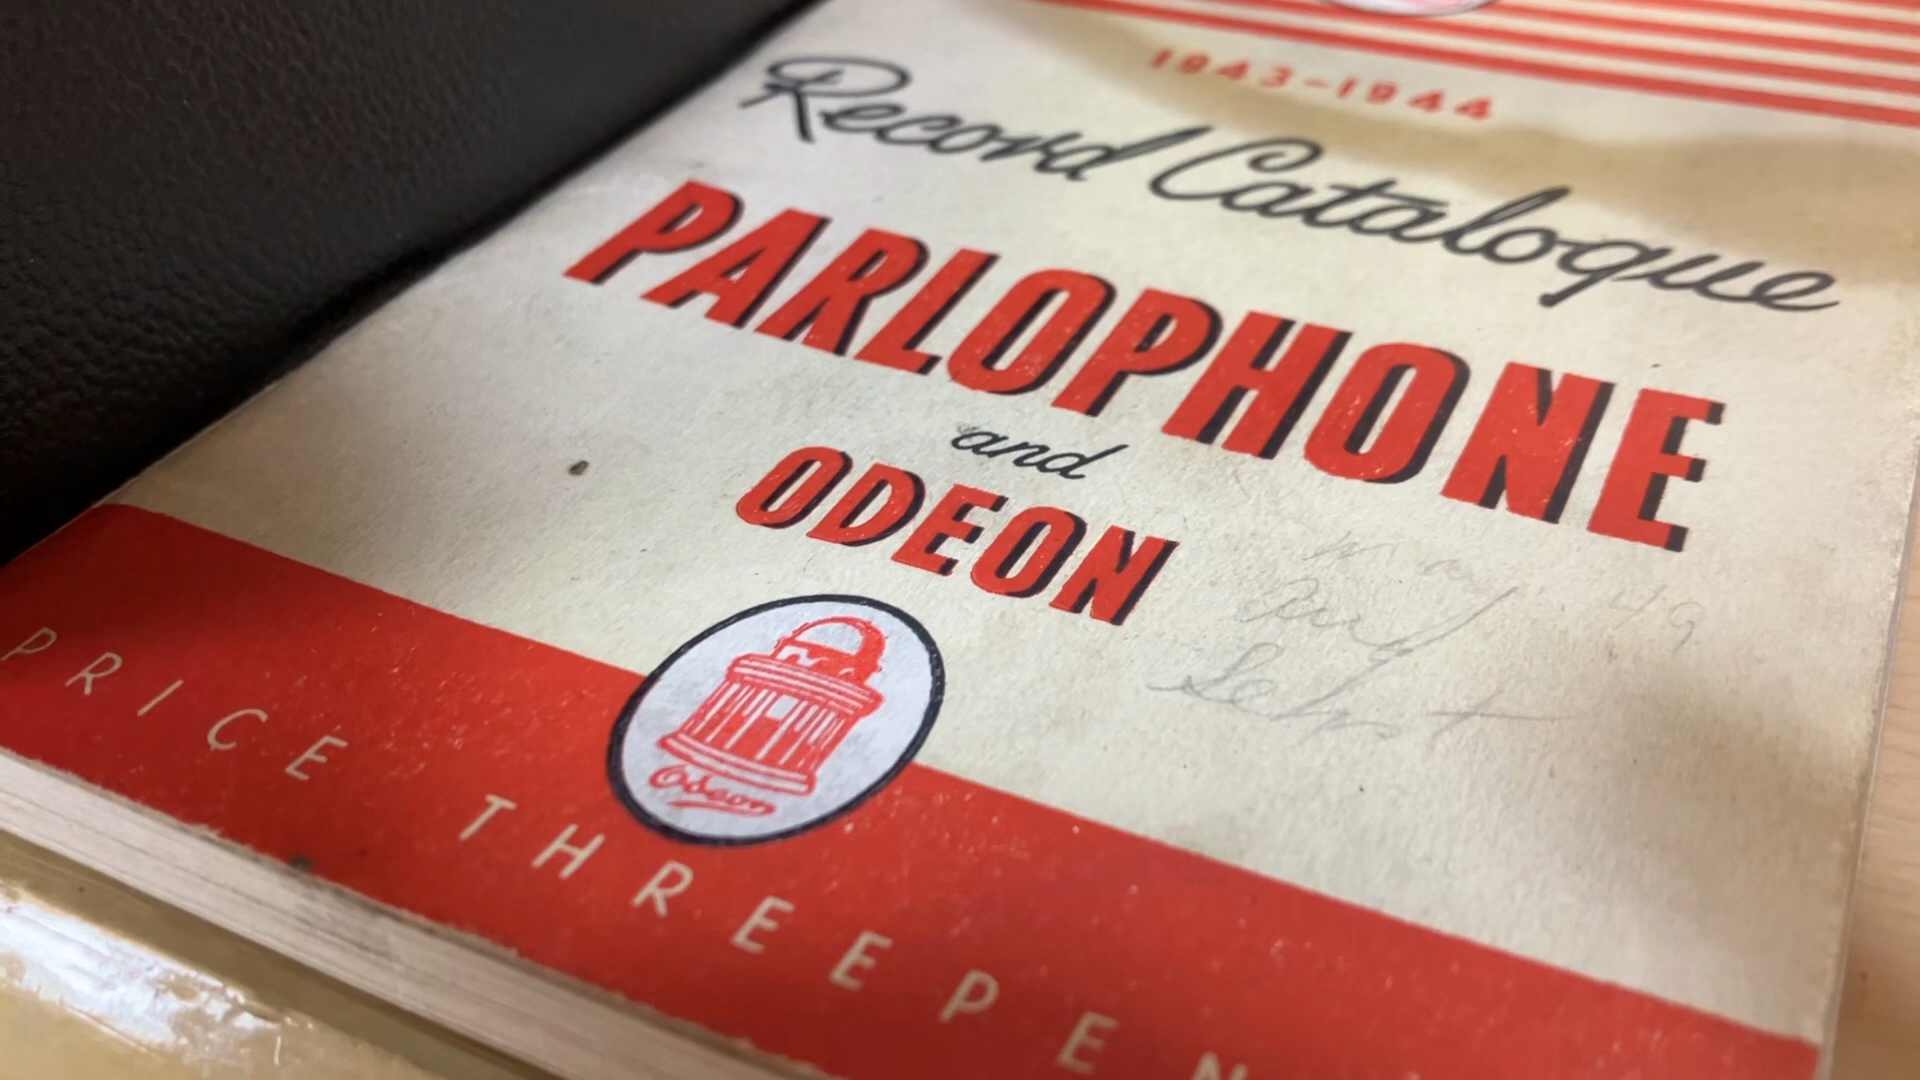 1943-1944
Record Catalogue
PARLOPHONE
and
ODEON
Odeon
PRICE THREEPEN